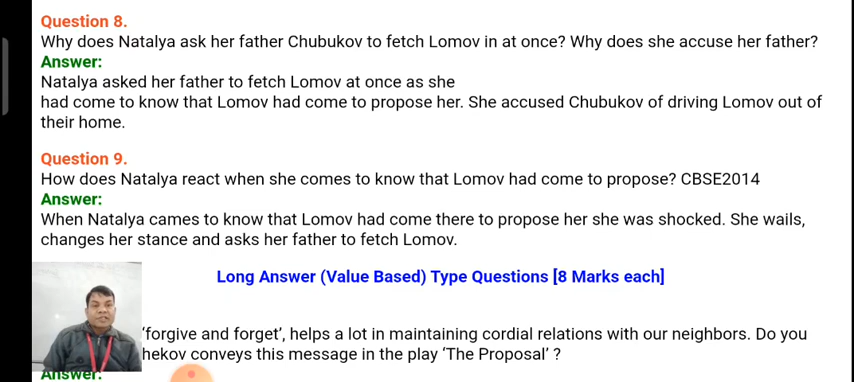 Question 8.
Why does Natalya ask her father Chubukov to fetch Lomov in at once? Why does she accuse her father?
Answer:
Natalya asked her father to fetch Lomov at once as she
had come to know that Lomov had come to propose her. She accused Chubukov of driving Lomov out of
their home.
Question 9.
How does Natalya react when she comes to know that Lomov had come to propose? CBSE2014
Answer:
When Natalya cames to know that Lomov had come there to propose her she was shocked. She wails,
changes her stance and asks her father to fetch Lomov.
Long Answer (Value Based) Type Questions [8 Marks each]
‘forgive and forget’, helps a lot in maintaining cordial relations with our neighbors. Do you
hekov conveys this message in the play ‘The Proposal’ ?
Answer: